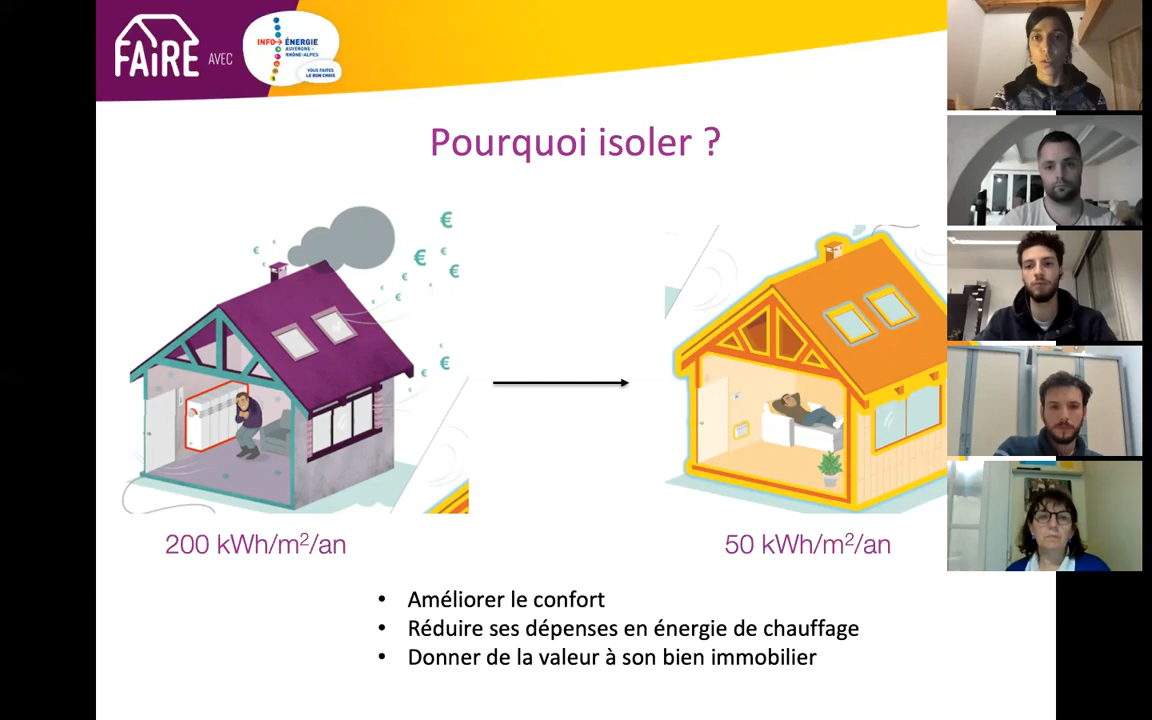 FAiRE AVEC
INFO ÉNERGIE
AUVERGNE -
RHÔNE-ALPES
VOUS FAITES
LE BON CHOIX
Pourquoi isoler ?
€ € € € € € € € € €
200 kWh/m²/an
50 kWh/m²/an
• Améliorer le confort
• Réduire ses dépenses en énergie de chauffage
• Donner de la valeur à son bien immobilier